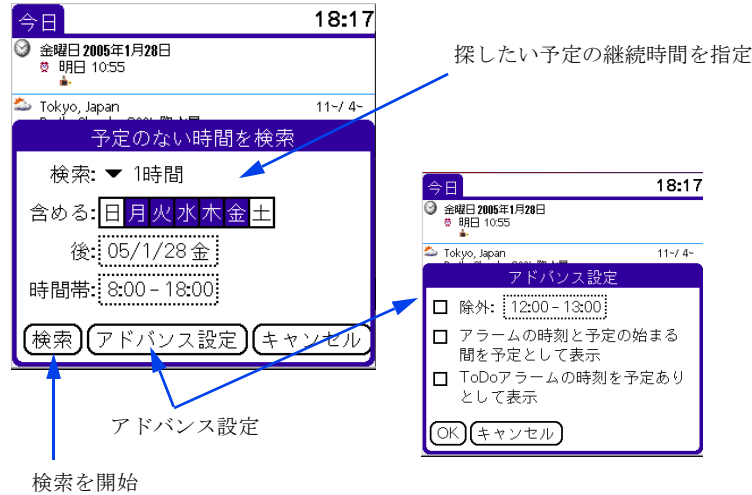 今日
18:17
金曜日 2005年1月28日
明日 10:55
Tokyo, Japan
11~/ 4~
予定のない時間を検索
検索: ▼ 1時間
含める: 日 月 火 水 木 金 土
後: 05/1/28 金
時間帯: 8:00 - 18:00
検索 アドバンス設定 キャンセル
探したい予定の継続時間を指定
アドバンス設定
検索を開始
今日
18:17
金曜日 2005年1月28日
明日 10:55
Tokyo, Japan
11~/ 4~
アドバンス設定
除外: 12:00 - 13:00
アラームの時刻と予定の始まる
間を予定として表示
ToDoアラームの時刻を予定あり
として表示
OK キャンセル